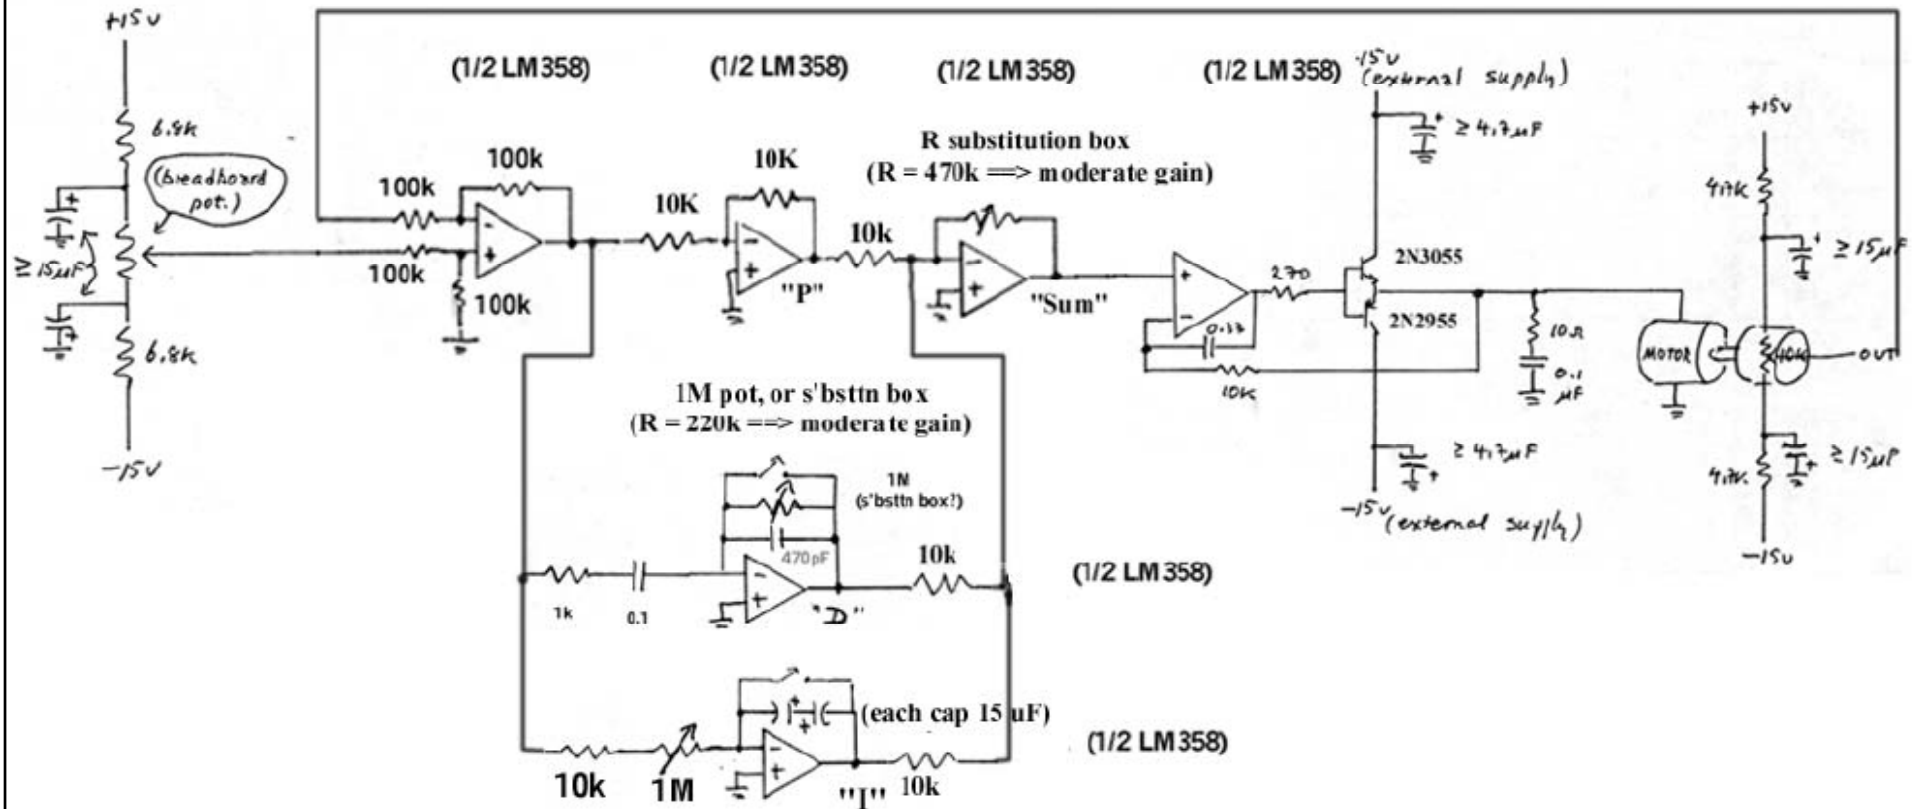 +15v
6.8k
(breadboard
pot.)
≥
15µF
6.8k
-15v
(1/2 LM358)
(1/2 LM358)
(1/2 LM358)
(1/2 LM358)
100k
100k
-
+
100k
100k
10K
10K
-
+
"P"
10k
R substitution box
(R = 470k ==> moderate gain)
-
+
"Sum"
+
-
0.33
10K
270
-15v
(external supply)
+
≥ 4.7µF
2N3055
2N2955
10Ω
0.1
µF
≥ 4.7µF
+
-15v (external supply)
MOTOR
10K
OUT
+15v
4.7K
+
≥ 15µF
≥ 15µF
+
4.7K
-15v
1M pot, or s'bsttn box
(R = 220k ==> moderate gain)
1M
(s'bsttn box?)
470pF
1k
0.1
-
+
"D"
10k
(1/2 LM358)
+
+
(each cap 15 uF)
10k
1M
-
+
"I"
10k
(1/2 LM358)